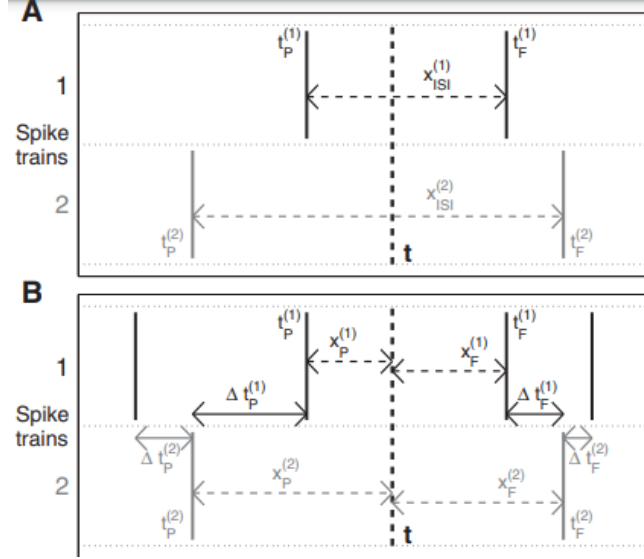 A
t_P^(1)
t_F^(1)
1
x_ISI^(1)
Spike
trains
x_ISI^(2)
2
t_P^(2)
t_F^(2)
t
B
t_P^(1)
t_F^(1)
x_P^(1)
x_F^(1)
1
Δ t_P^(1)
Δ t_F^(1)
Spike
trains
Δ t_P^(2)
Δ t_F^(2)
2
x_P^(2)
x_F^(2)
t_P^(2)
t_F^(2)
t